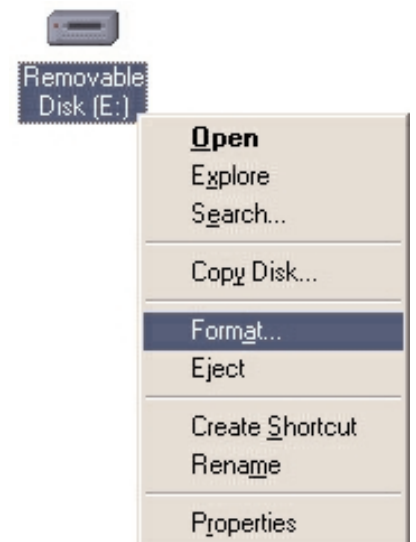 Removable
Disk (E:)
Open
Explore
Search...
Copy Disk...
Format...
Eject
Create Shortcut
Rename
Properties